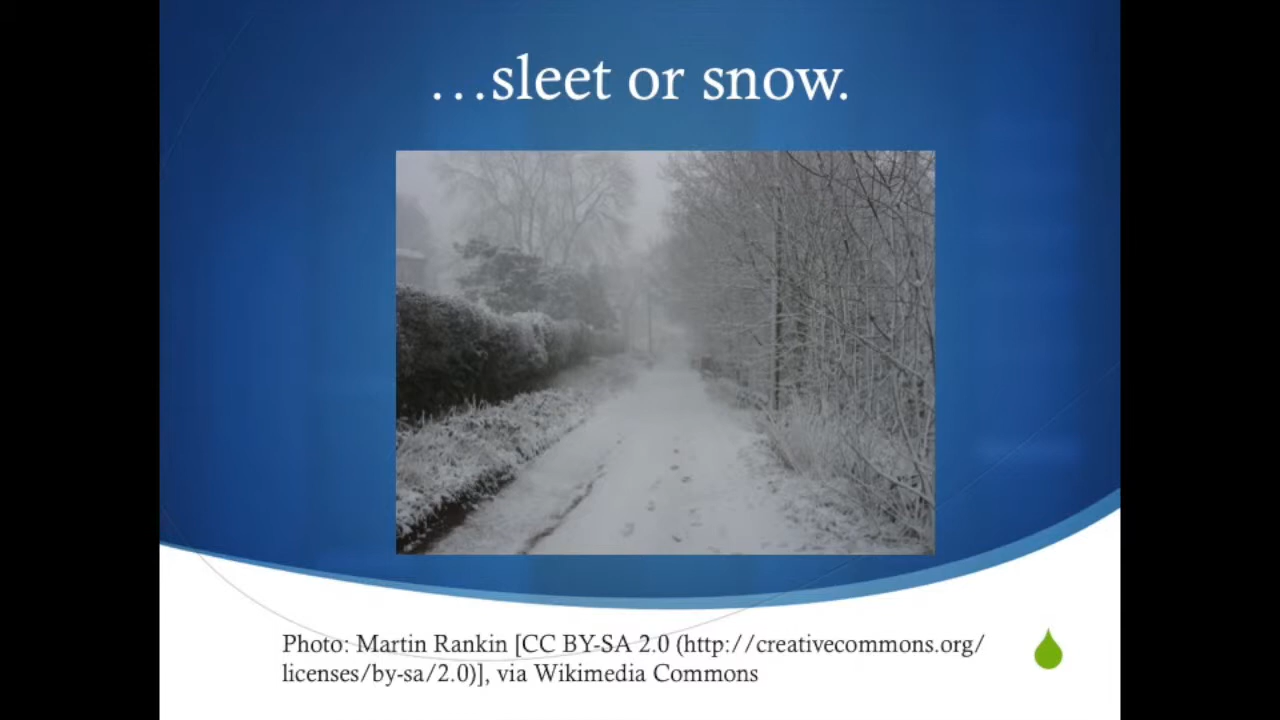 …sleet or snow.
Photo: Martin Rankin [CC BY-SA 2.0 (http://creativecommons.org/
licenses/by-sa/2.0)], via Wikimedia Commons